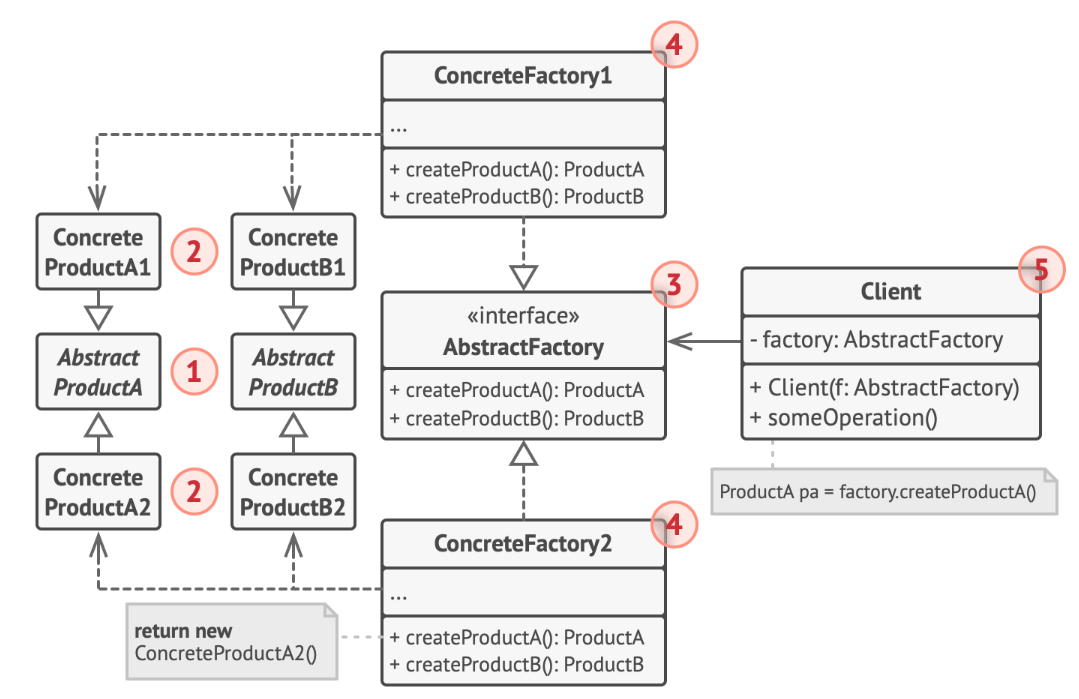 4
ConcreteFactory1
...
+ createProductA(): ProductA
+ createProductB(): ProductB
Concrete
ProductA1
2
Concrete
ProductB1
Abstract
ProductA
1
Abstract
ProductB
Concrete
ProductA2
2
Concrete
ProductB2
3
«interface»
AbstractFactory
+ createProductA(): ProductA
+ createProductB(): ProductB
5
Client
- factory: AbstractFactory
+ Client(f: AbstractFactory)
+ someOperation()
ProductA pa = factory.createProductA()
4
ConcreteFactory2
...
+ createProductA(): ProductA
+ createProductB(): ProductB
return new
ConcreteProductA2()